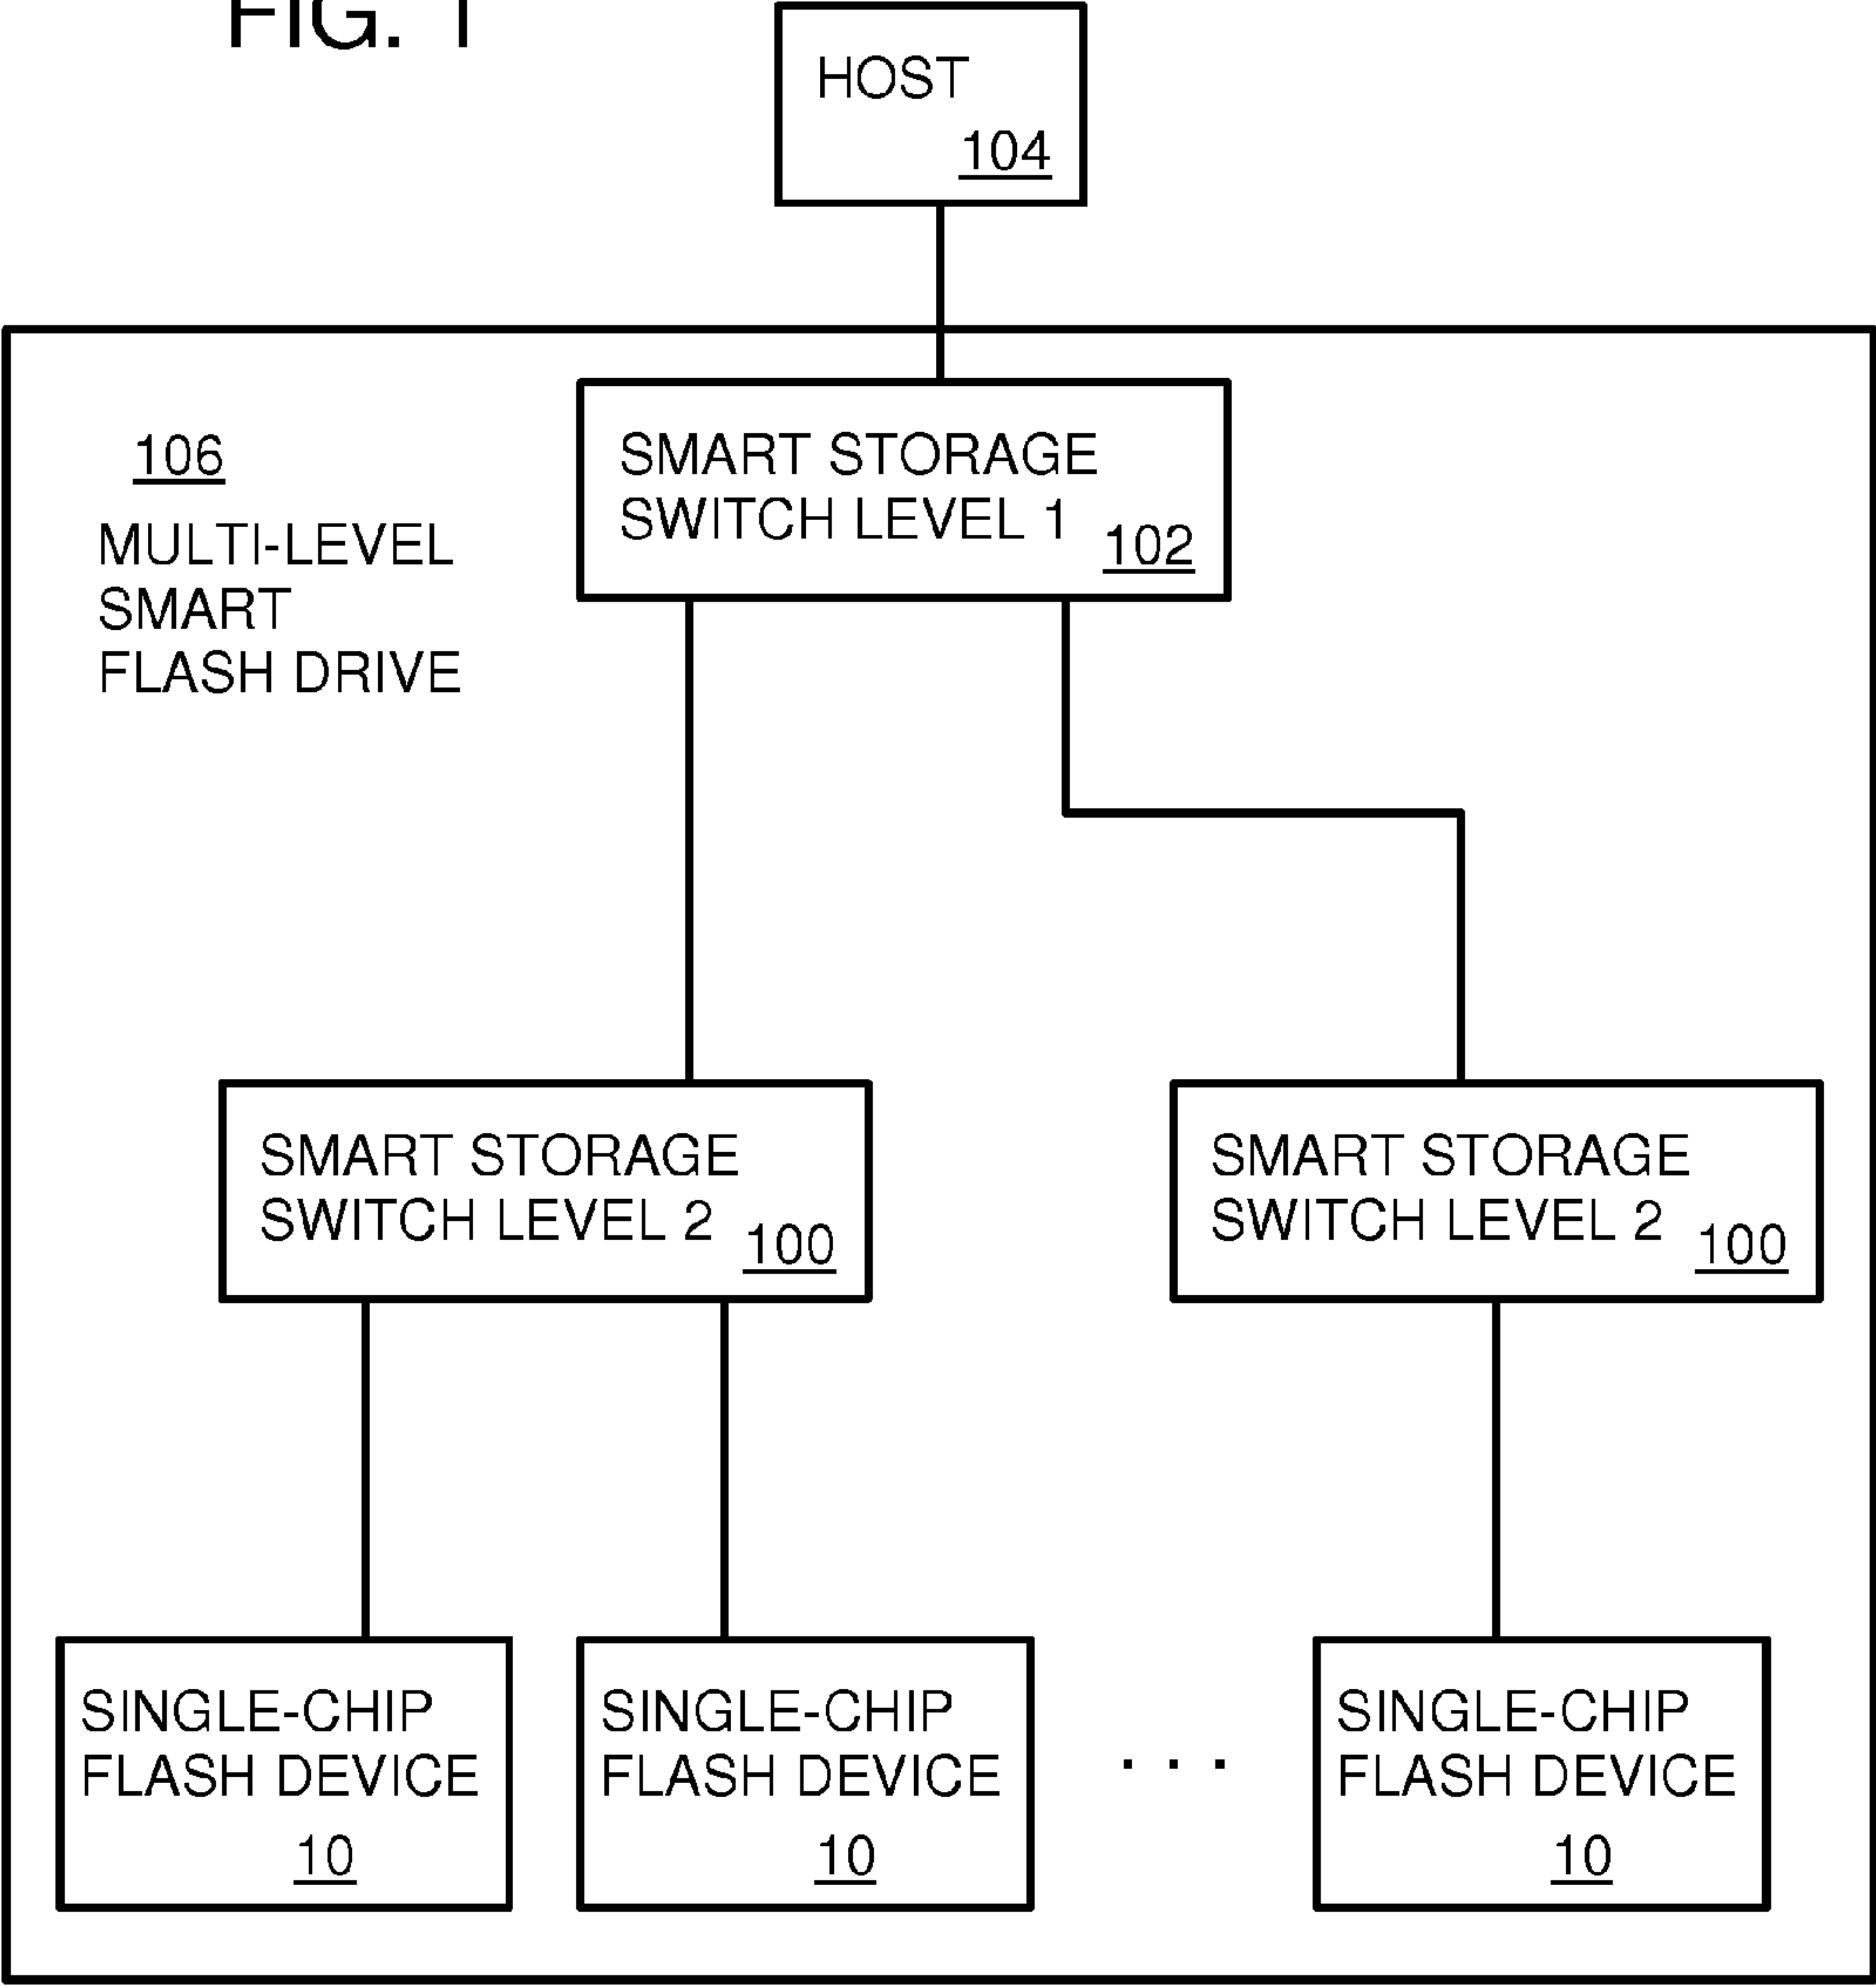 FIG. 1
HOST
104
106
MULTI-LEVEL
SMART
FLASH DRIVE
SMART STORAGE
SWITCH LEVEL 1
102
SMART STORAGE
SWITCH LEVEL 2
100
SMART STORAGE
SWITCH LEVEL 2
100
SINGLE-CHIP
FLASH DEVICE
10
SINGLE-CHIP
FLASH DEVICE
10
. . .
SINGLE-CHIP
FLASH DEVICE
10